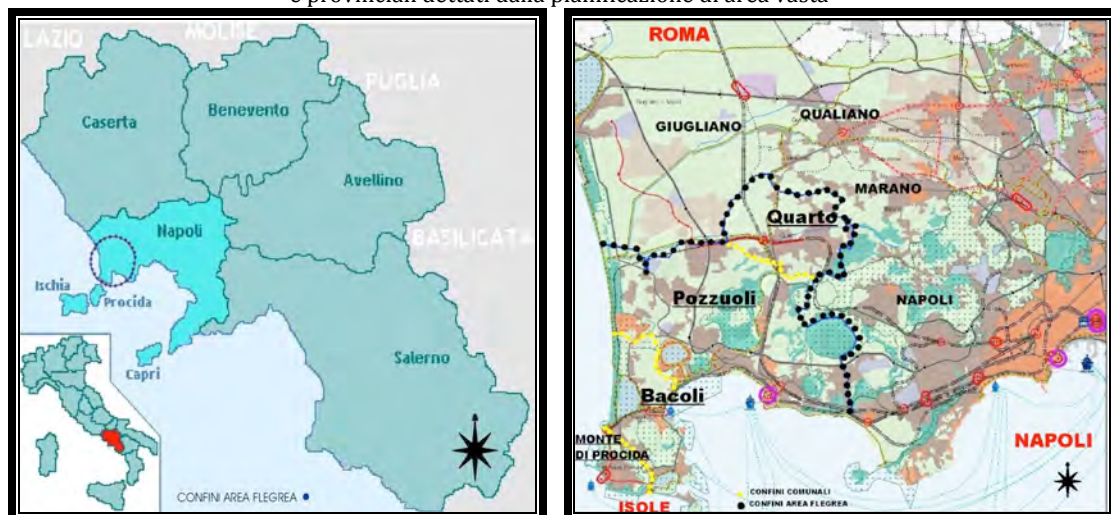 e provinciali dettati dalla pianificazione di area vasta
LAZIO
MOLISE
PUGLIA
Benevento
Caserta
Avellino
BASILICATA
Napoli
Ischia
Procida
Capri
Salerno
CONFINI AREA FLEGREA
ROMA
QUALIANO
GIUGLIANO
MARANO
Quarto
Pozzuoli
NAPOLI
Bacoli
MONTE
DI PROCIDA
NAPOLI
CONFINI COMUNALI
CONFINI AREA FLEGREA
ISOLE